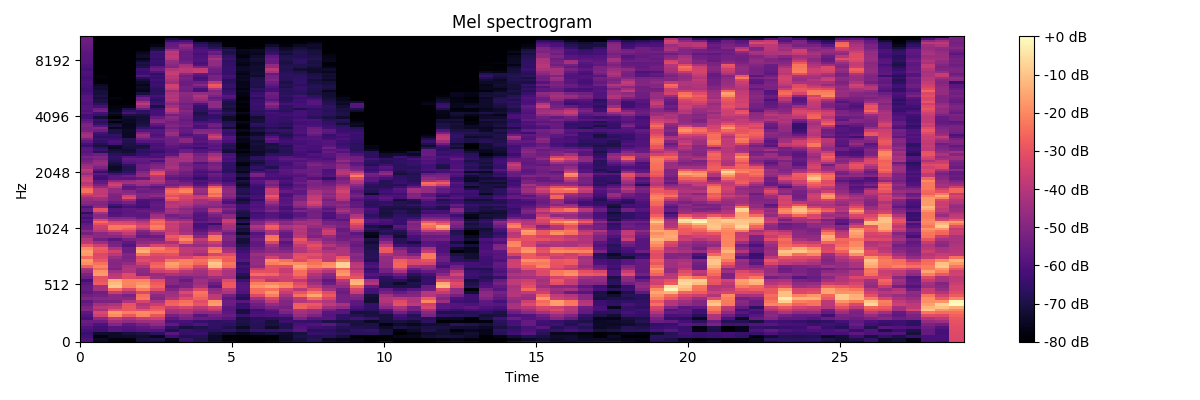 Mel spectrogram
Hz
8192
4096
2048
1024
512
0
0 5 10 15 20 25
Time
+0 dB
-10 dB
-20 dB
-30 dB
-40 dB
-50 dB
-60 dB
-70 dB
-80 dB